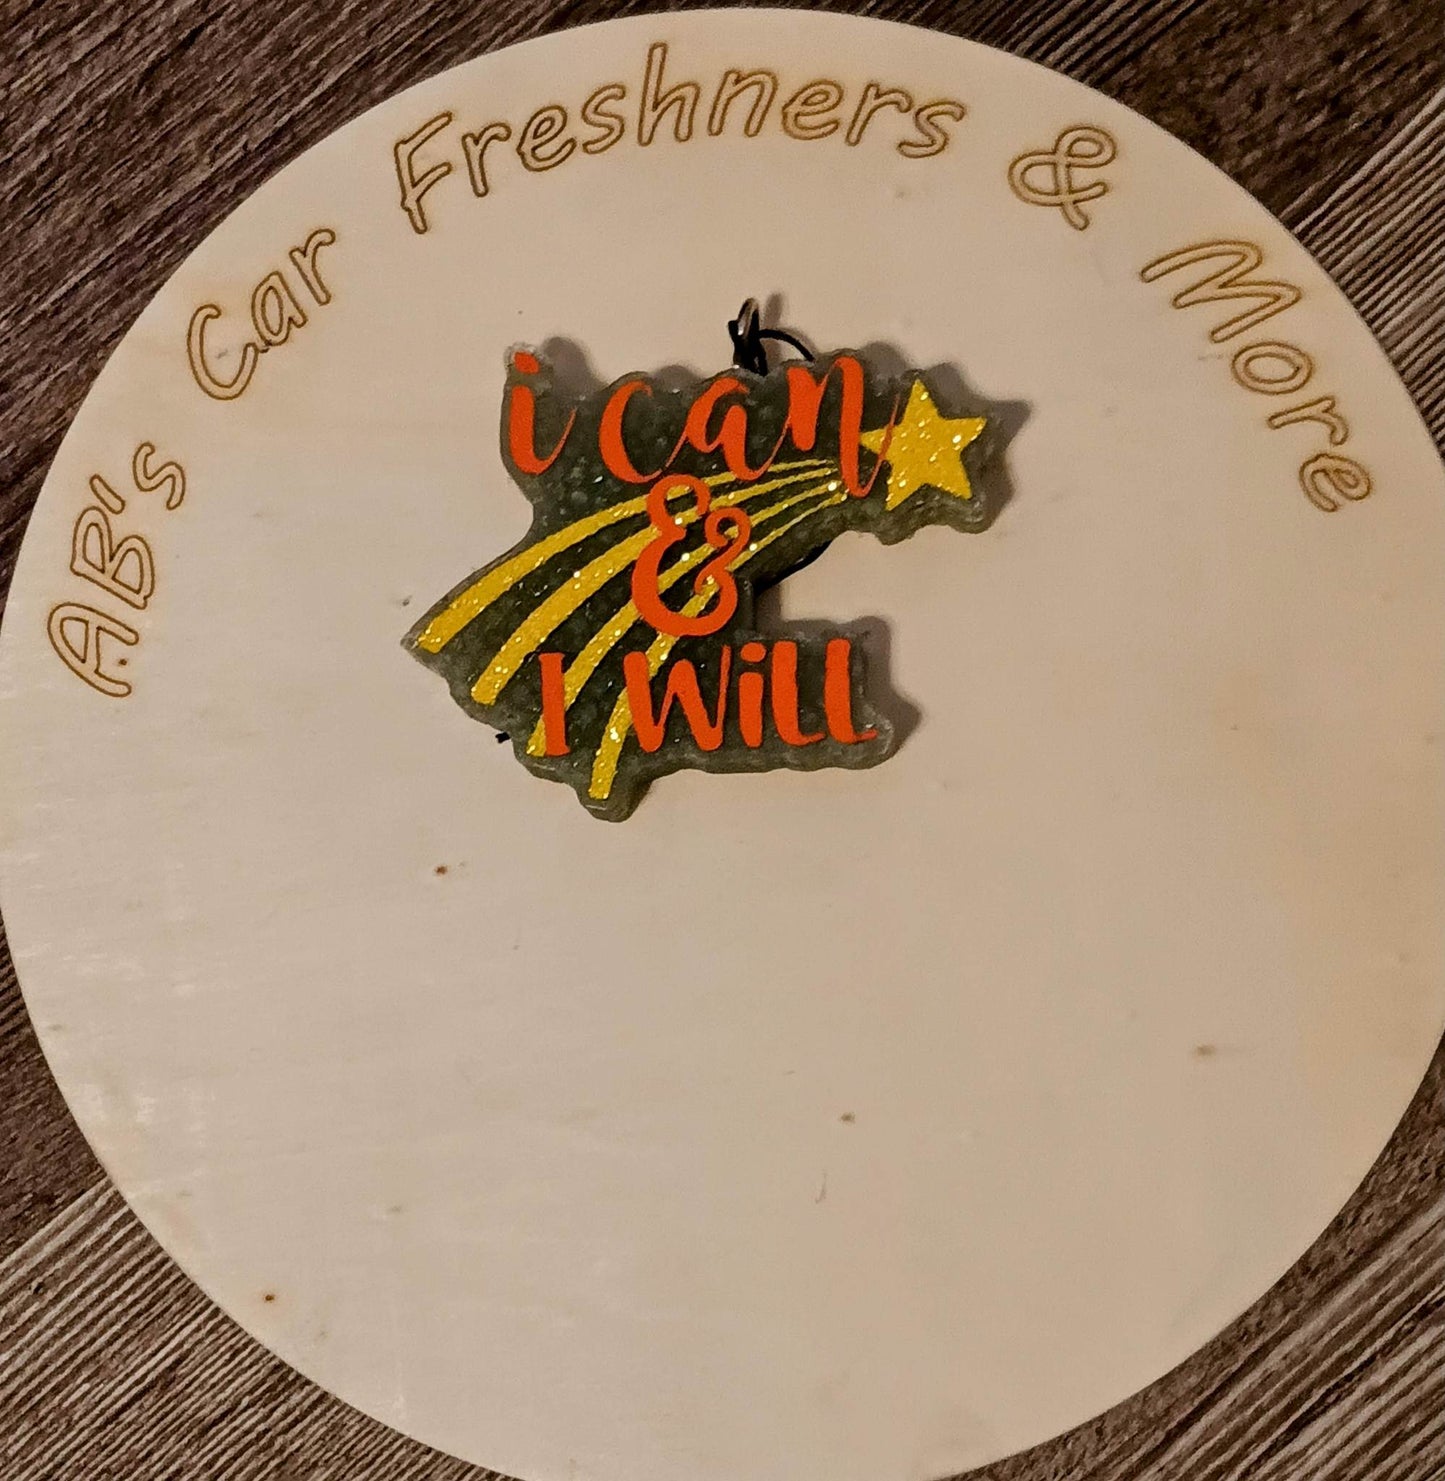 AB's Car Freshners & More
i can
&
I Will